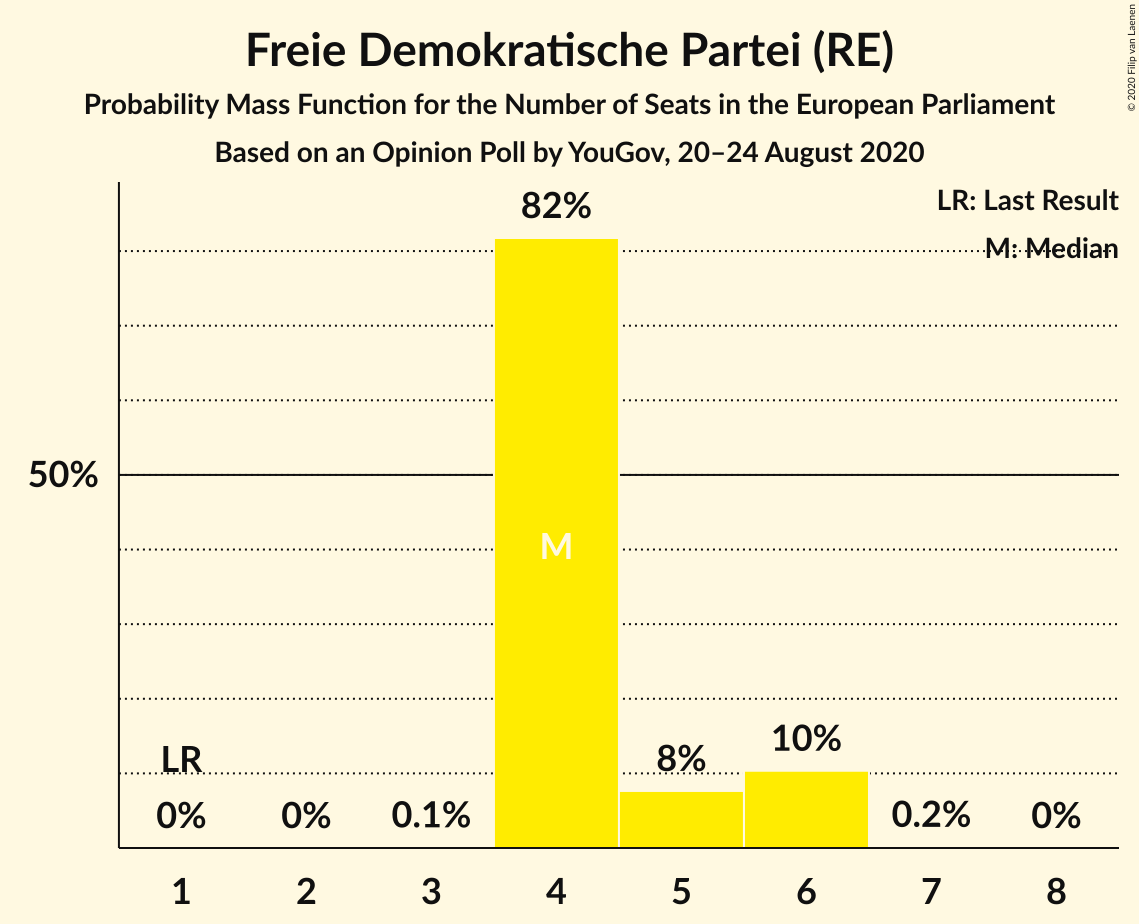 Freie Demokratische Partei (RE)
Probability Mass Function for the Number of Seats in the European Parliament
Based on an Opinion Poll by YouGov, 20–24 August 2020
© 2020 Filip van Laenen
LR: Last Result
M: Median
82%
50%
M
LR
0%
0%
0.1%
8%
10%
0.2%
0%
1 2 3 4 5 6 7 8